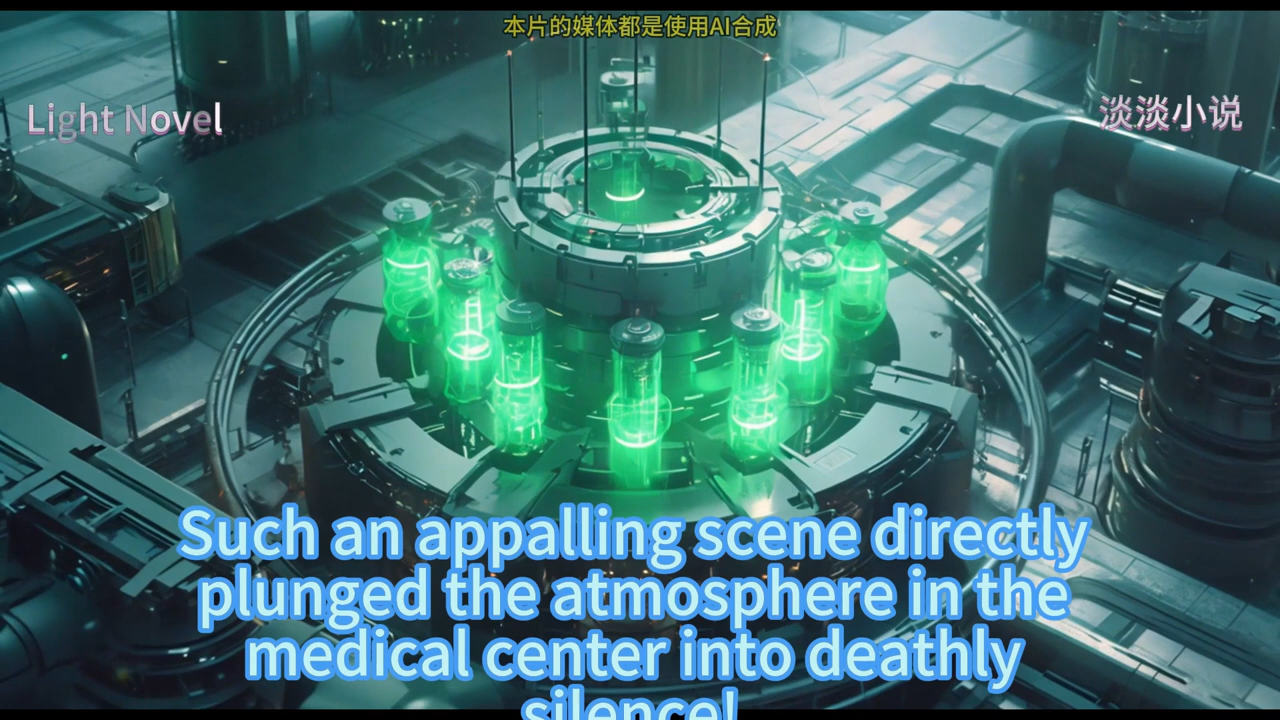 本片的媒体都是使用AI合成
Light Novel
淡淡小说
Such an appalling scene directly
plunged the atmosphere in the
medical center into deathly
silence!